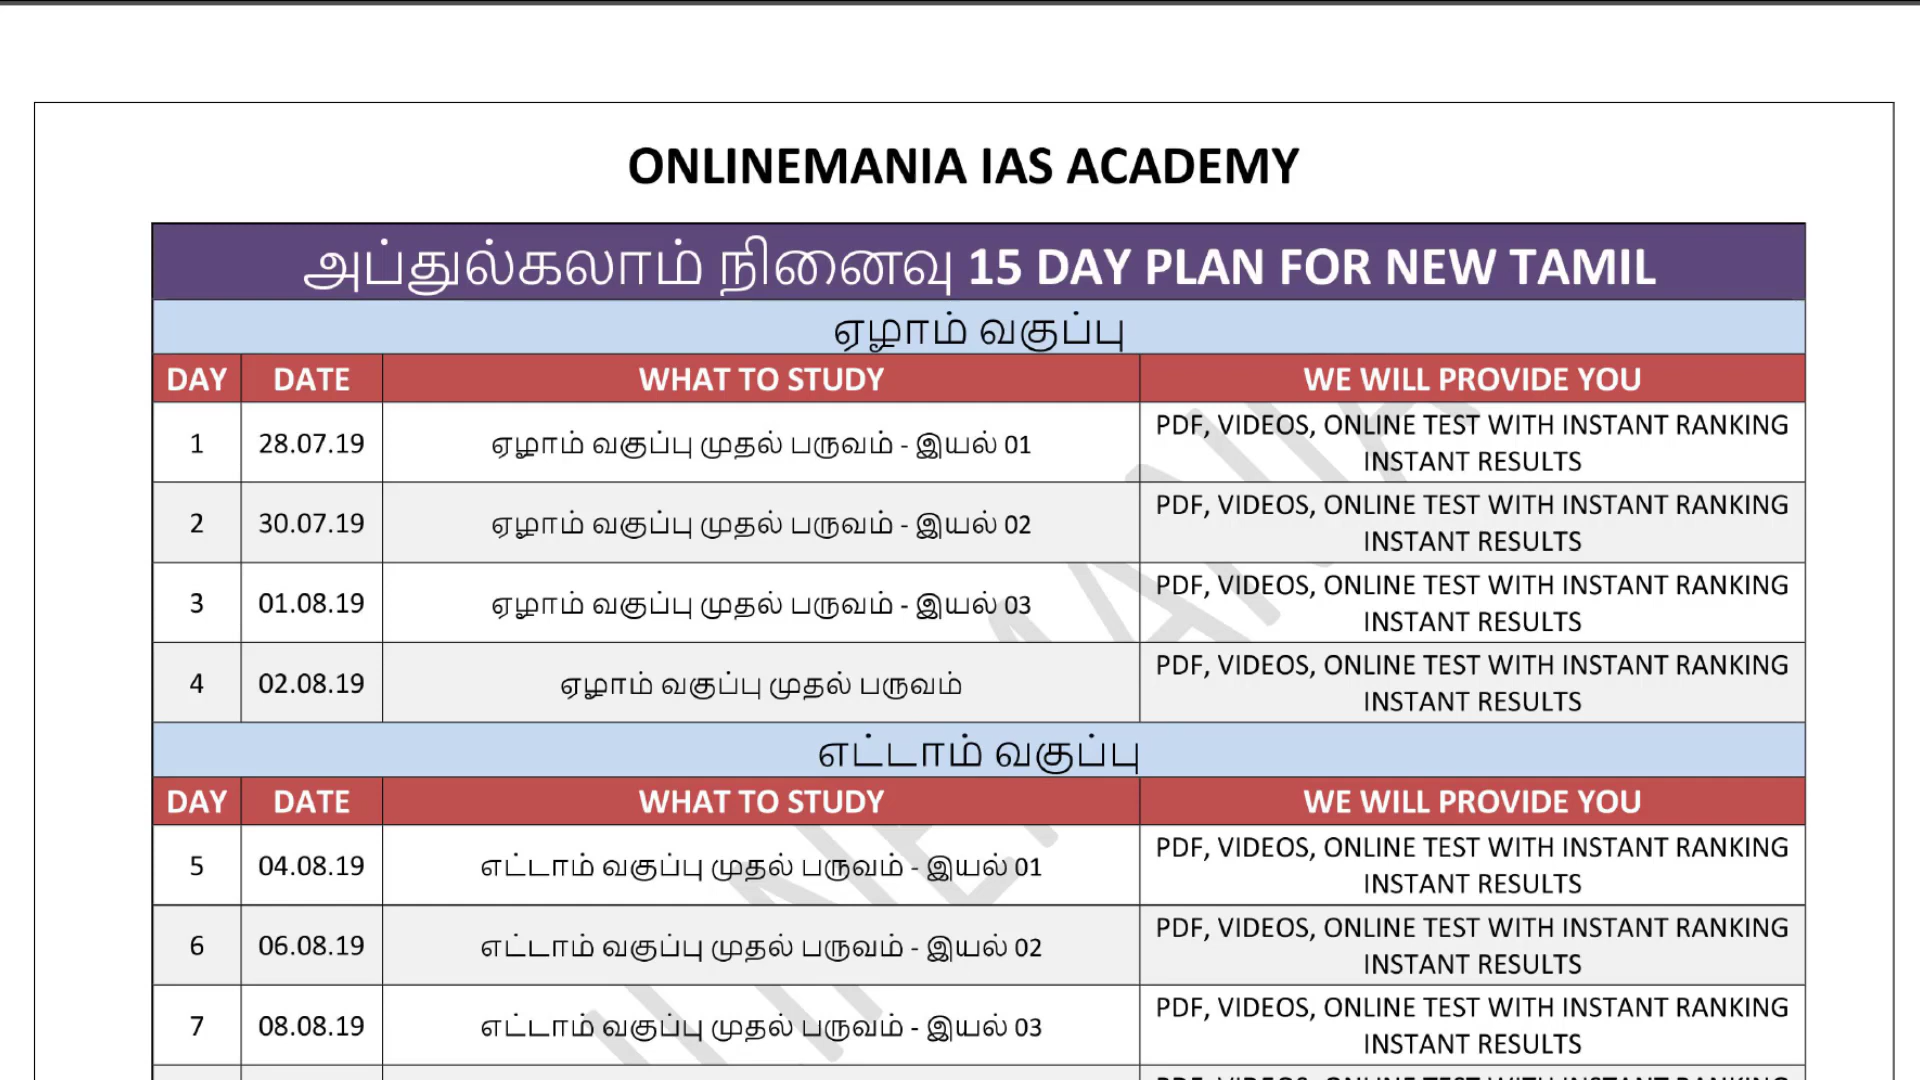 ONLINEMANIA IAS ACADEMY
அப்துல்கலாம் நினைவு 15 DAY PLAN FOR NEW TAMIL
ஏழாம் வகுப்பு
DAY DATE WHAT TO STUDY WE WILL PROVIDE YOU
1 28.07.19 ஏழாம் வகுப்பு முதல் பருவம் - இயல் 01 PDF, VIDEOS, ONLINE TEST WITH INSTANT RANKING
INSTANT RESULTS
2 30.07.19 ஏழாம் வகுப்பு முதல் பருவம் - இயல் 02 PDF, VIDEOS, ONLINE TEST WITH INSTANT RANKING
INSTANT RESULTS
3 01.08.19 ஏழாம் வகுப்பு முதல் பருவம் - இயல் 03 PDF, VIDEOS, ONLINE TEST WITH INSTANT RANKING
INSTANT RESULTS
4 02.08.19 ஏழாம் வகுப்பு முதல் பருவம் PDF, VIDEOS, ONLINE TEST WITH INSTANT RANKING
INSTANT RESULTS
எட்டாம் வகுப்பு
DAY DATE WHAT TO STUDY WE WILL PROVIDE YOU
5 04.08.19 எட்டாம் வகுப்பு முதல் பருவம் - இயல் 01 PDF, VIDEOS, ONLINE TEST WITH INSTANT RANKING
INSTANT RESULTS
6 06.08.19 எட்டாம் வகுப்பு முதல் பருவம் - இயல் 02 PDF, VIDEOS, ONLINE TEST WITH INSTANT RANKING
INSTANT RESULTS
7 08.08.19 எட்டாம் வகுப்பு முதல் பருவம் - இயல் 03 PDF, VIDEOS, ONLINE TEST WITH INSTANT RANKING
INSTANT RESULTS